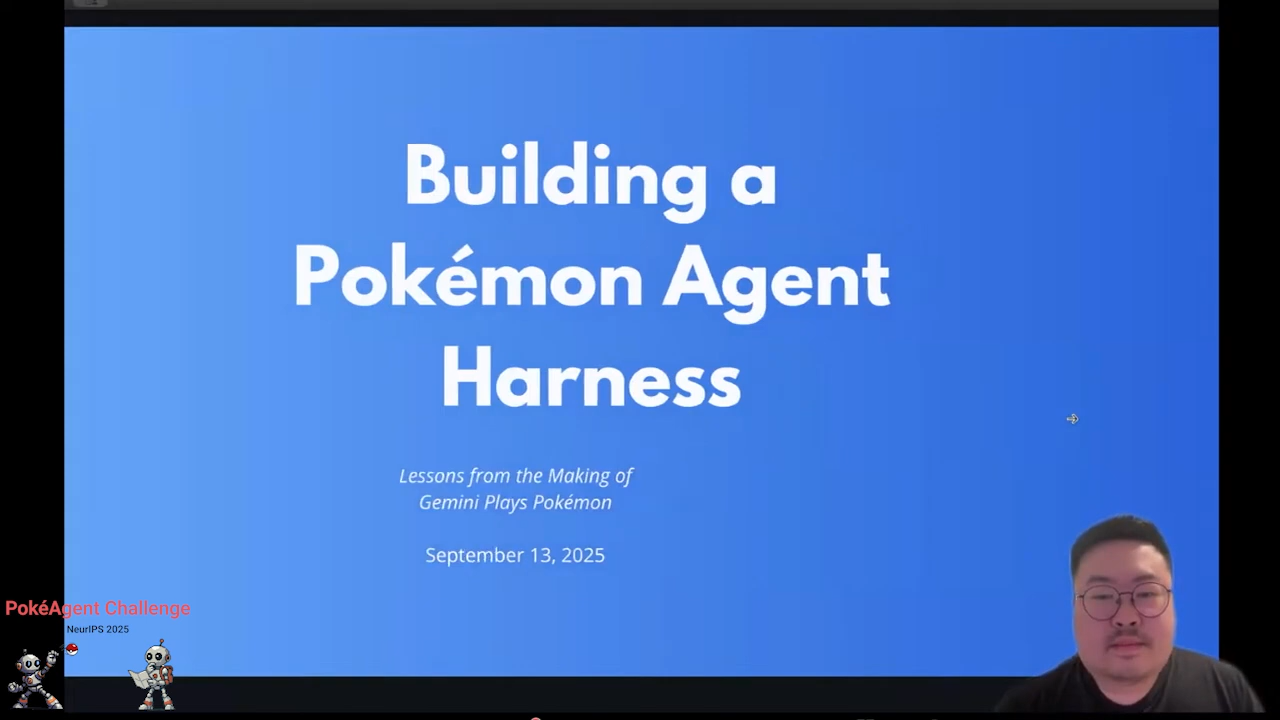 Building a
Pokémon Agent
Harness
Lessons from the Making of
Gemini Plays Pokémon
September 13, 2025
PokéAgent Challenge
NeurIPS 2025